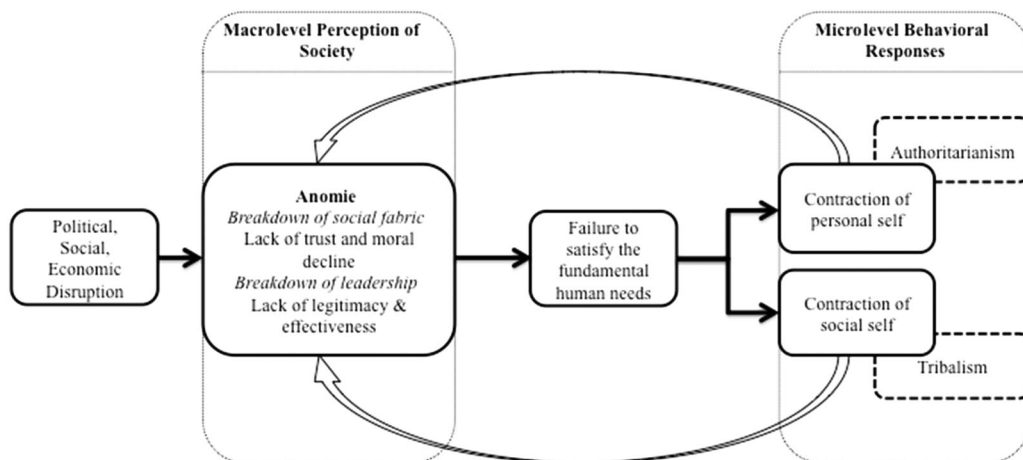 Macrolevel Perception of
Society
Microlevel Behavioral
Responses
Political,
Social,
Economic
Disruption
Anomie
Breakdown of social fabric
Lack of trust and moral
decline
Breakdown of leadership
Lack of legitimacy &
effectiveness
Failure to
satisfy the
fundamental
human needs
Authoritarianism
Contraction of
personal self
Contraction of
social self
Tribalism